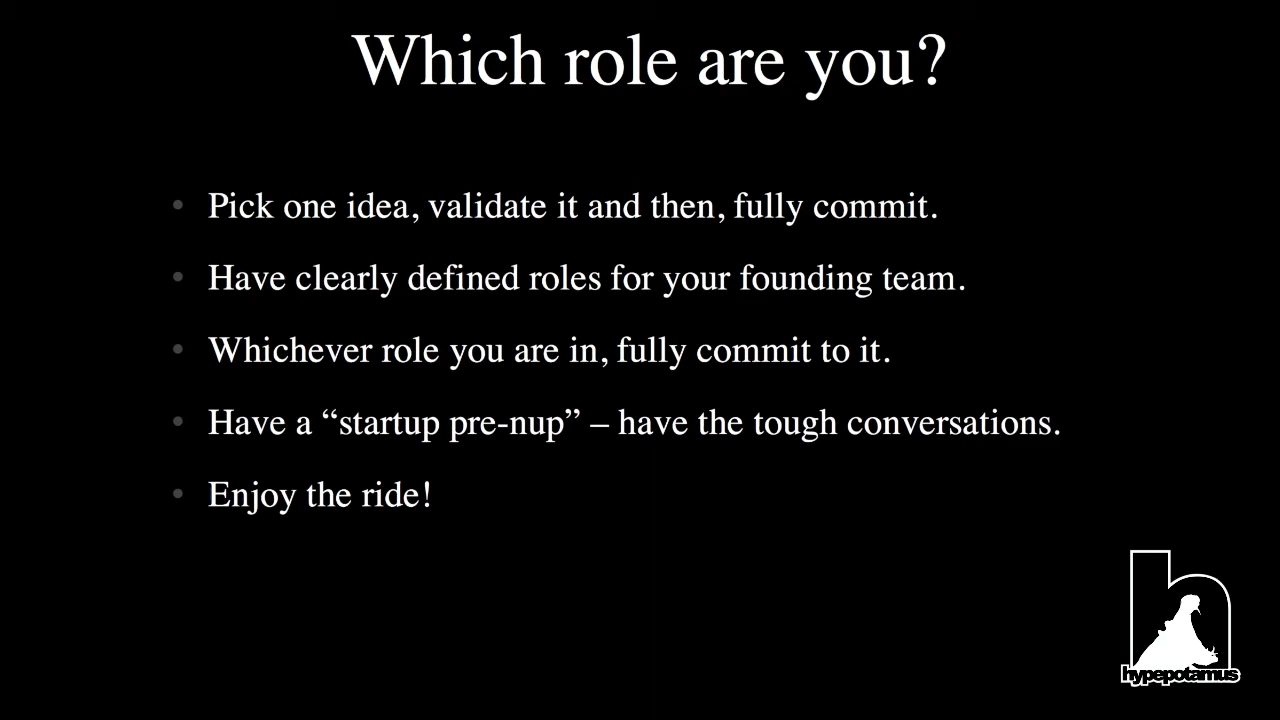 Which role are you?
• Pick one idea, validate it and then, fully commit.
• Have clearly defined roles for your founding team.
• Whichever role you are in, fully commit to it.
• Have a “startup pre-nup” – have the tough conversations.
• Enjoy the ride!
h
hypepotamus